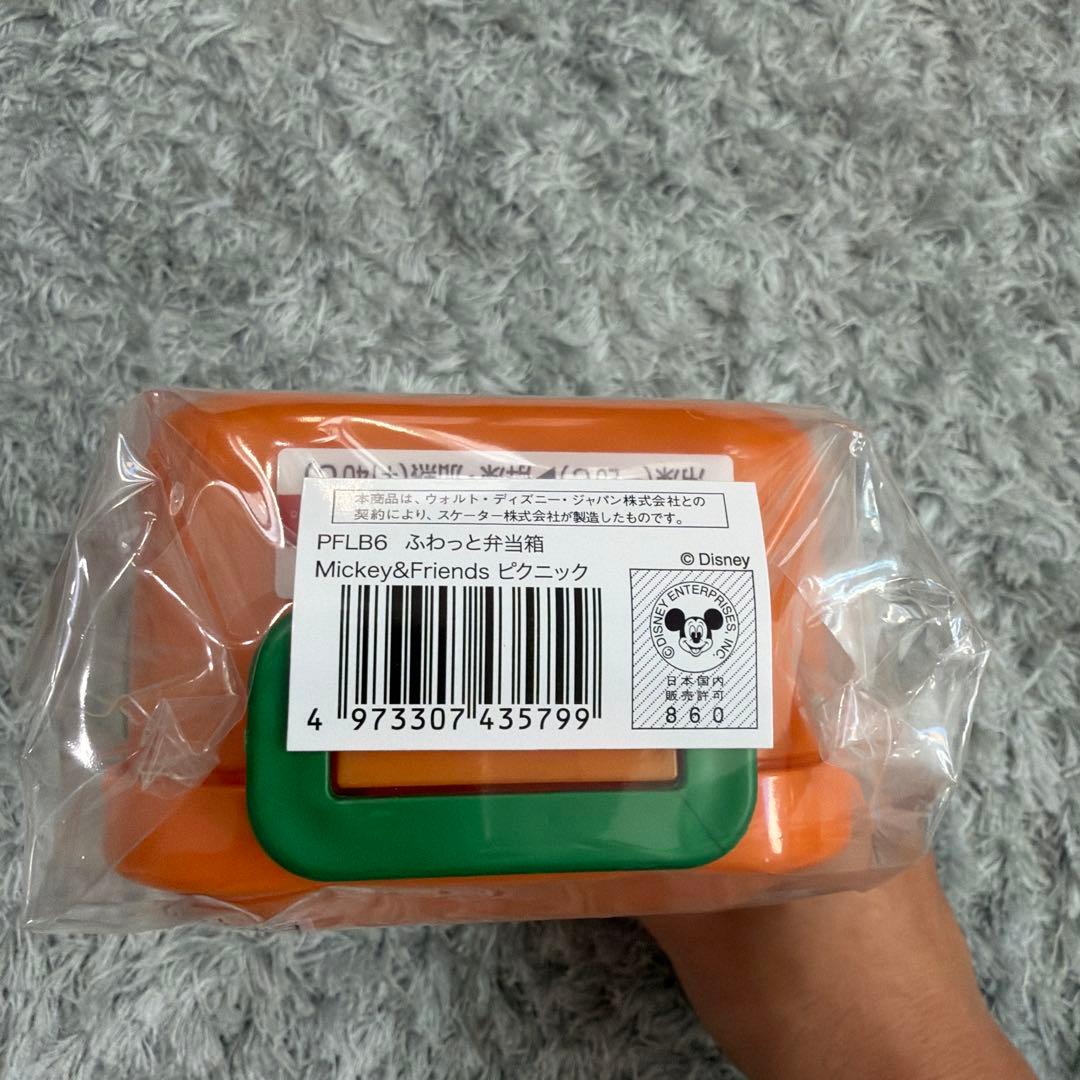 本商品は、ウォルト・ディズニー・ジャパン株式会社との
契約により、スケーター株式会社が製造したものです。
PFLB6 ふわっと弁当箱
Mickey&Friends ピクニック
© Disney
© DISNEY ENTERPRISES, INC.
日本国内
販売許可
860
4 973307 435799